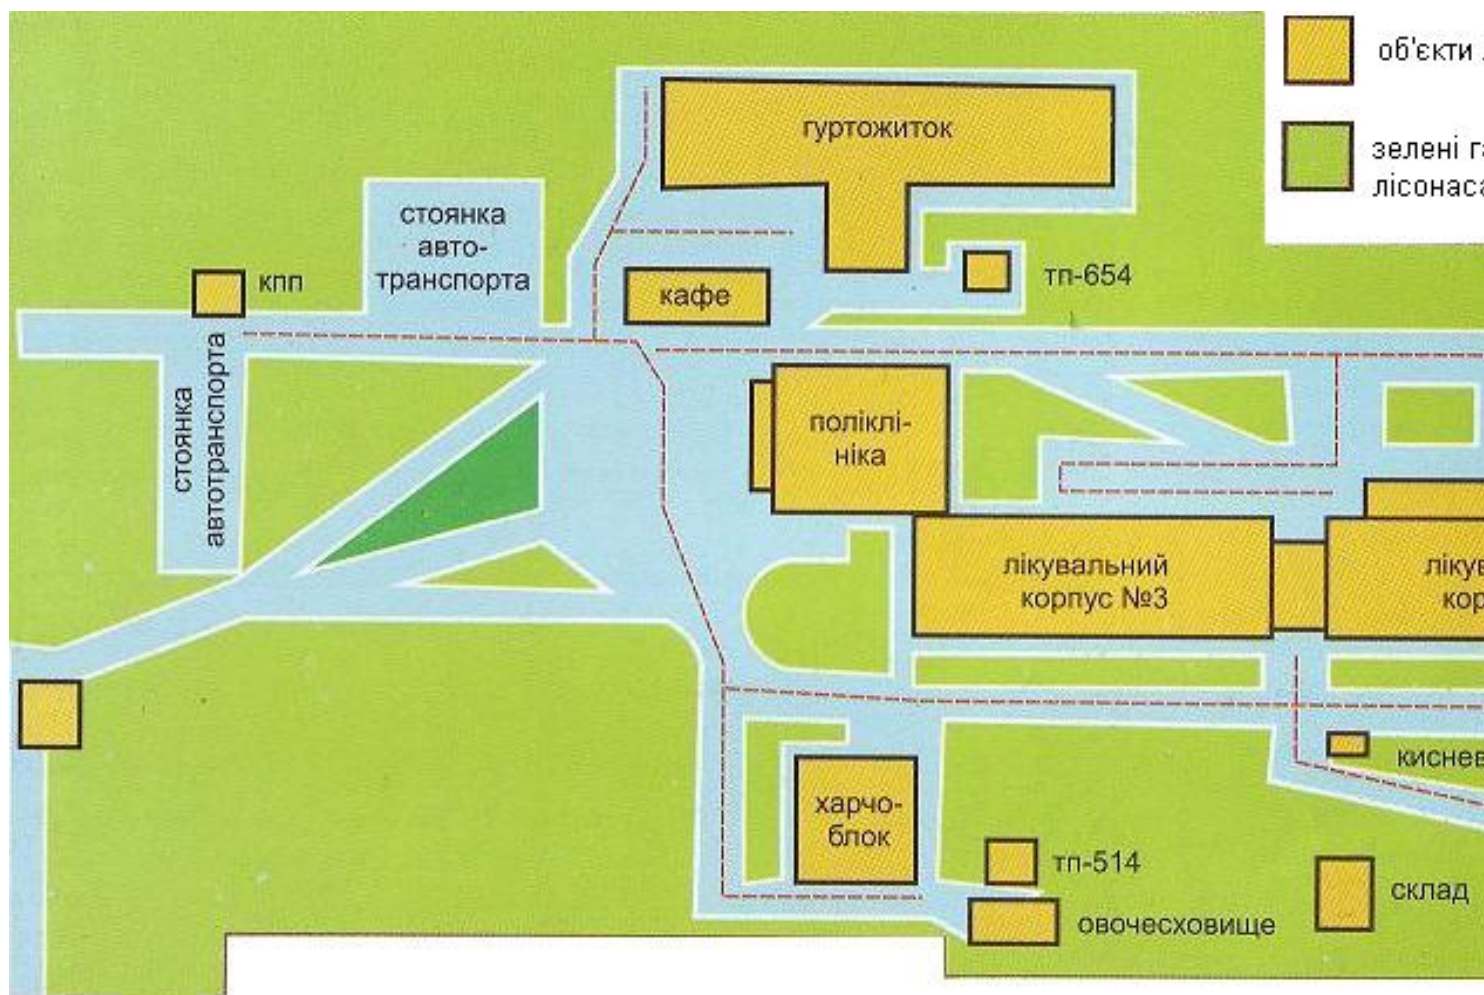 об'єкти
зелені
гуртожиток
стоянка
авто-
транспорта
кпп
тп-654
кафе
стоянка
автотранспорта
поліклі-
ніка
лікувальний
корпус №3
харчо-
блок
тп-514
склад
овочесховище